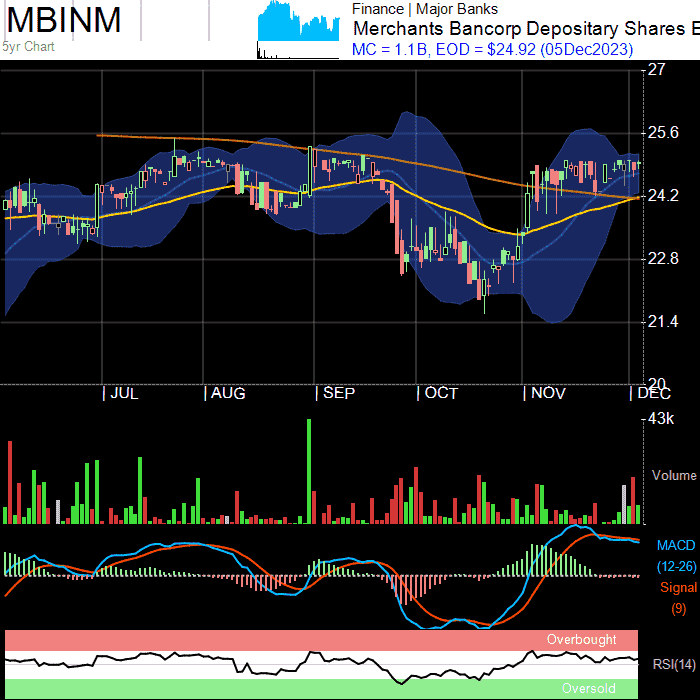 MBINM
5yr Chart
Finance | Major Banks
Merchants Bancorp Depositary Shares E
MC = 1.1B, EOD = $24.92 (05Dec2023)
27
25.6
24.2
22.8
21.4
20
| JUL | AUG | SEP | OCT | NOV | DEC
43k
Volume
MACD
(12-26)
Signal
(9)
Overbought
RSI(14)
Oversold